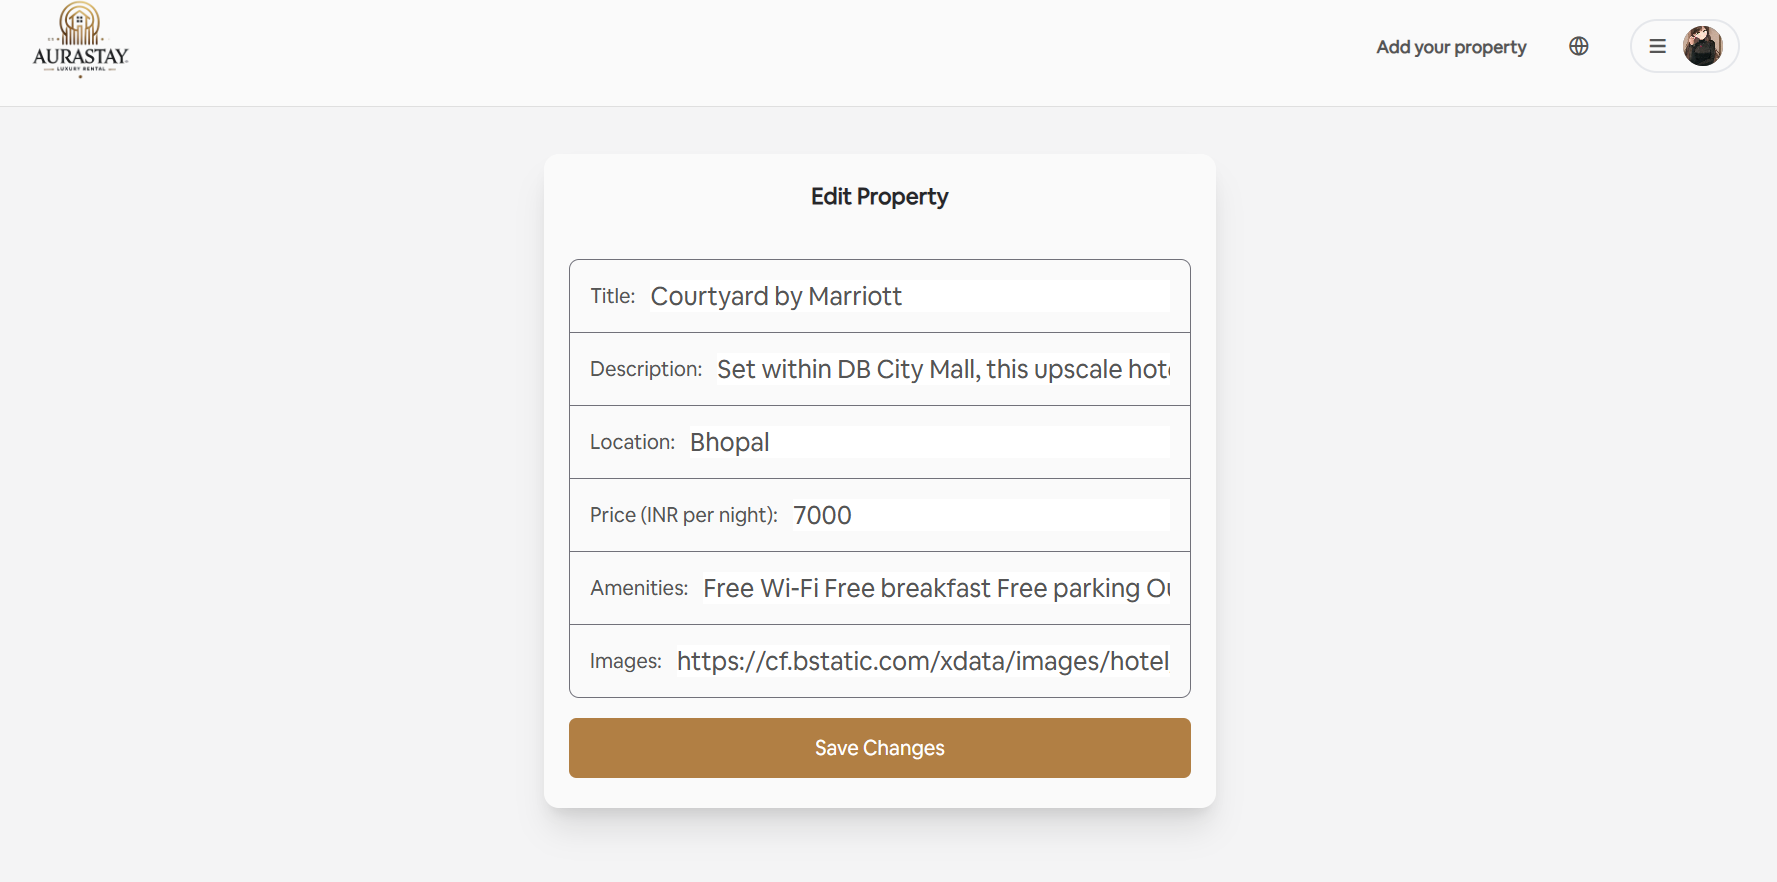 AURASTAY
LUXURY RENTAL
Add your property
Edit Property
Title: Courtyard by Marriott
Description: Set within DB City Mall, this upscale hot
Location: Bhopal
Price (INR per night): 7000
Amenities: Free Wi-Fi Free breakfast Free parking Ou
Images: https://cf.bstatic.com/xdata/images/hotel
Save Changes